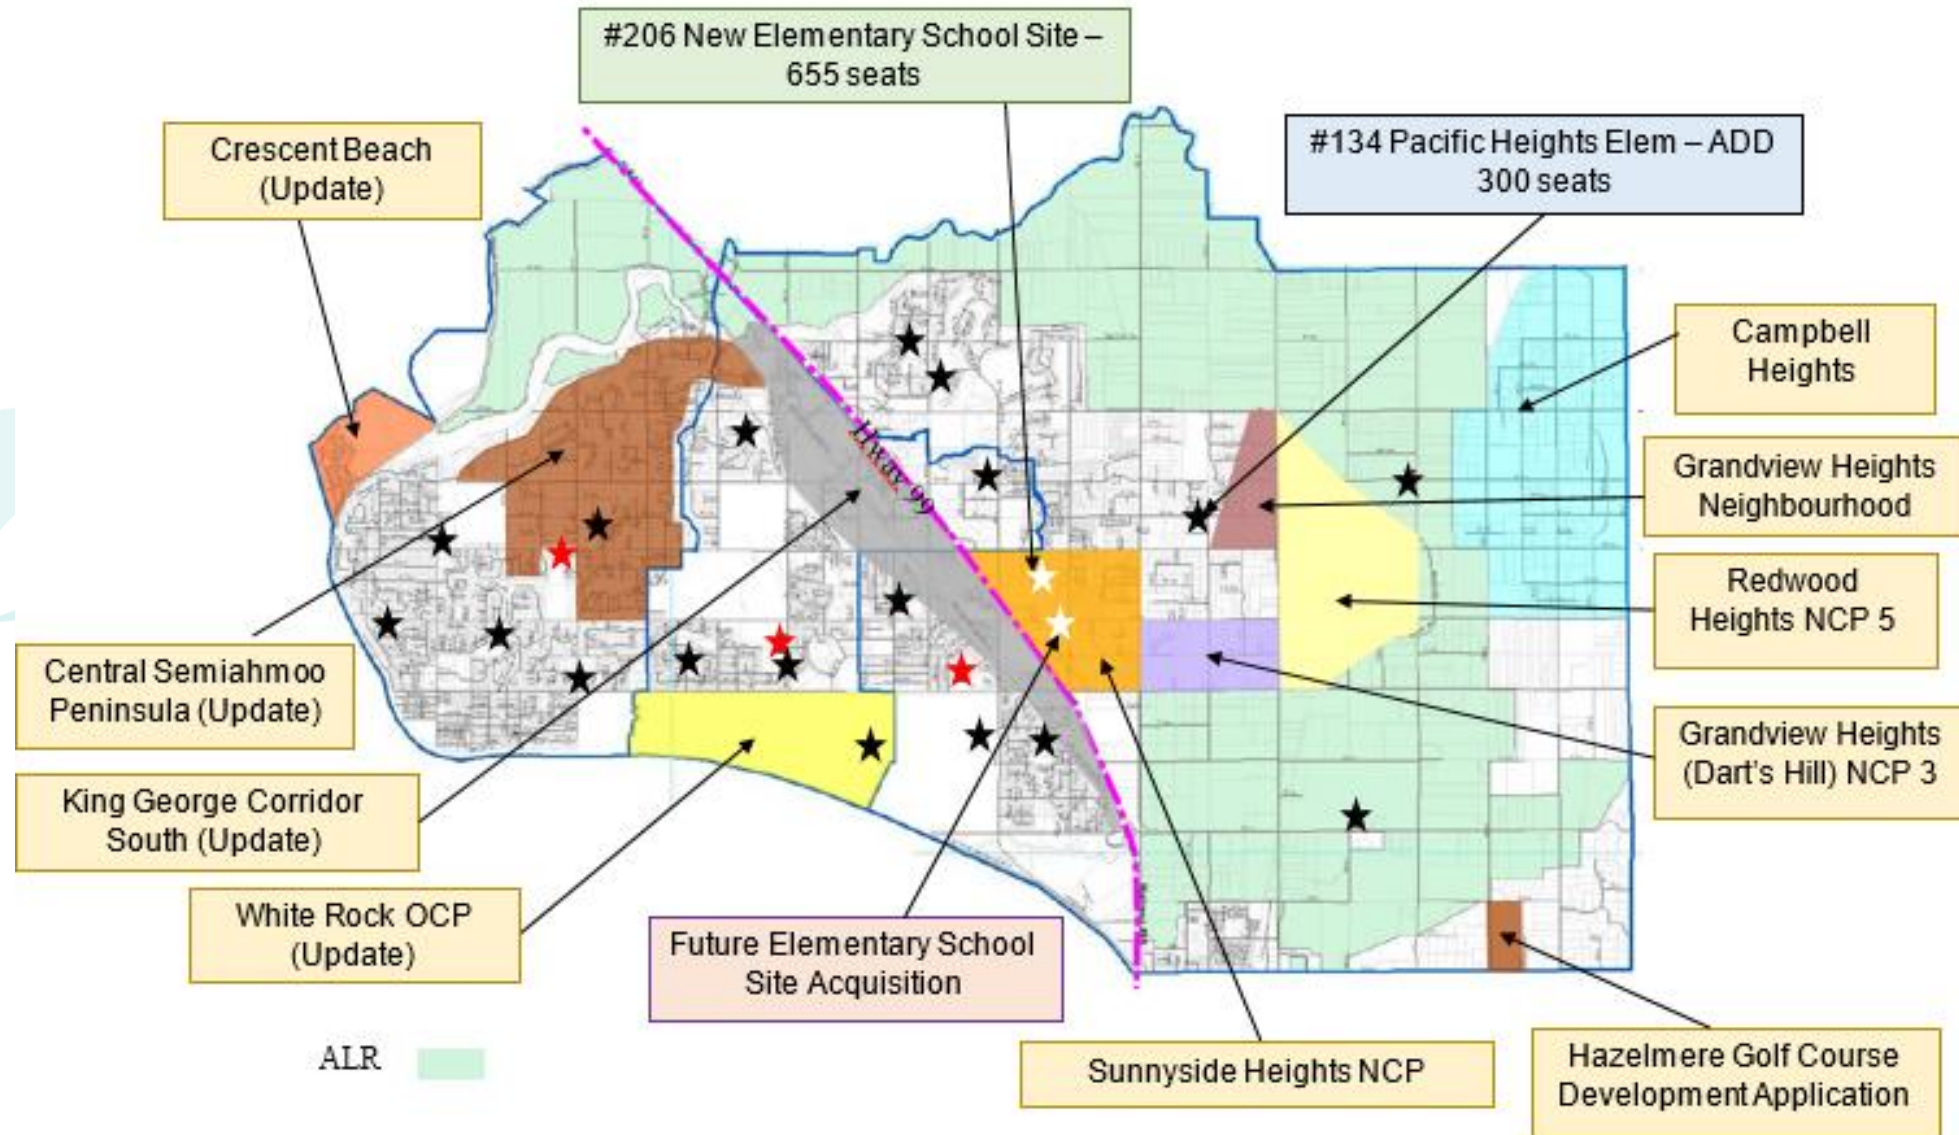 #206 New Elementary School Site –
655 seats
Crescent Beach
(Update)
#134 Pacific Heights Elem – ADD
300 seats
Campbell
Heights
Hway 99
Grandview Heights
Neighbourhood
Redwood
Heights NCP 5
Central Semiahmoo
Peninsula (Update)
Grandview Heights
(Dart's Hill) NCP 3
King George Corridor
South (Update)
White Rock OCP
(Update)
Future Elementary School
Site Acquisition
ALR
Sunnyside Heights NCP
Hazelmere Golf Course
Development Application